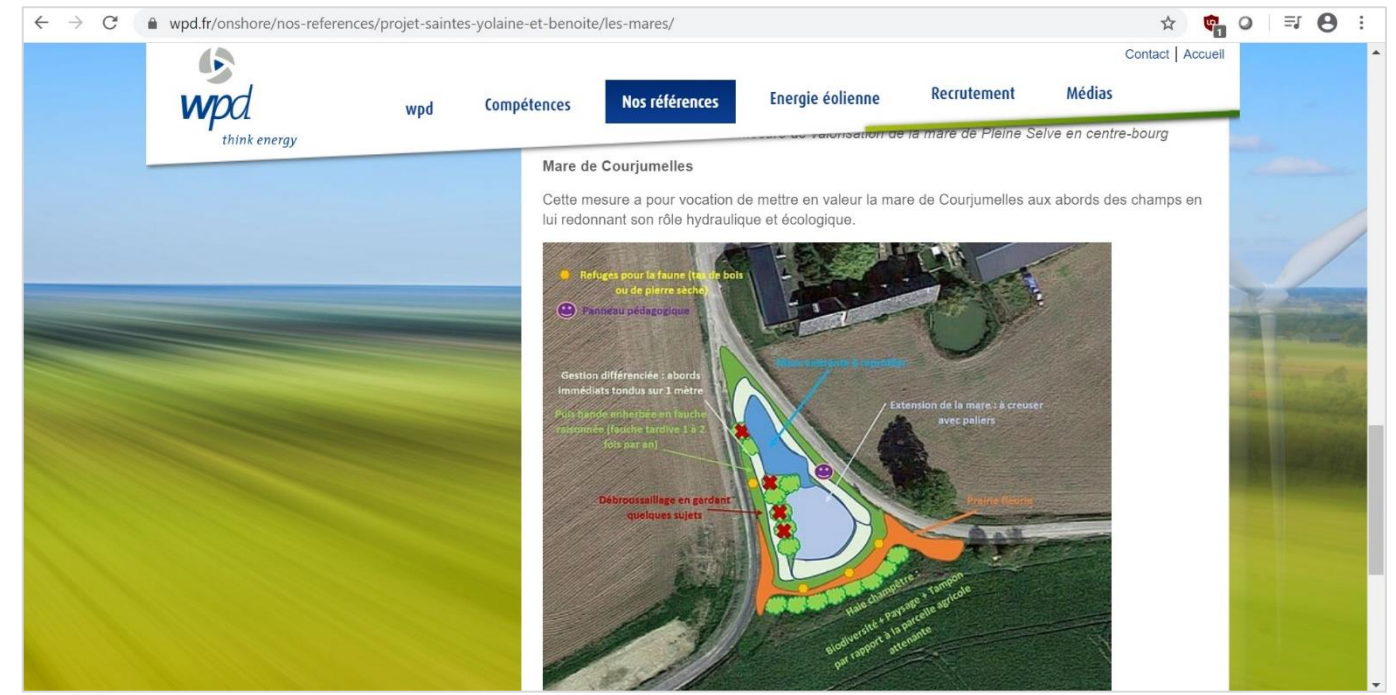 wpd.fr/onshore/nos-references/projet-saintes-yolaine-et-benoite/les-mares/
1
Contact | Accueil
wpd
think energy
wpd Compétences Nos références Energie éolienne Recrutement Médias
valorisation de la mare de Pleine Selve en centre-bourg
Mare de Courjumelles
Cette mesure a pour vocation de mettre en valeur la mare de Courjumelles aux abords des champs en
lui redonnant son rôle hydraulique et écologique.
Refuges pour la faune (tas de bois
ou de pierre sèche)
Panneau pédagogique
Mare existante à reprofiler
Gestion différenciée : abords
immédiats tondus sur 1 mètre
Puis bande enherbée en fauche
raisonnée (fauche tardive 1 à 2
fois par an)
Extension de la mare : à creuser
avec paliers
Débroussaillage en gardant
quelques sujets
Prairie fleurie
Haie champêtre :
Biodiversité + Paysage + Tampon
par rapport à la parcelle agricole
attenante